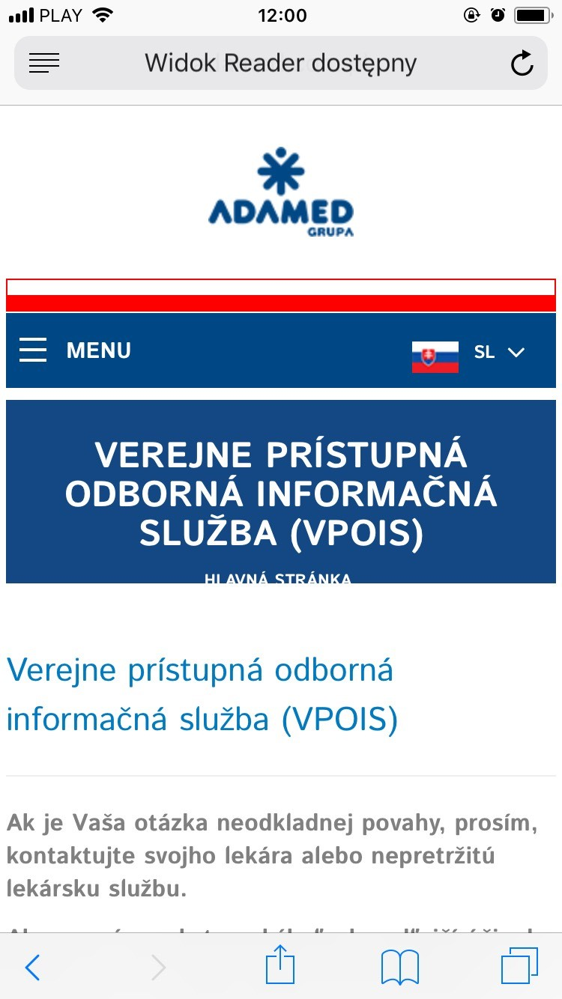 PLAY 12:00
Widok Reader dostępny
ADAMED
GRUPA
MENU SL
VEREJNE PRÍSTUPNÁ
ODBORNÁ INFORMAČNÁ
SLUŽBA (VPOIS)
HLAVNÁ STRÁNKA
Verejne prístupná odborná
informačná služba (VPOIS)
Ak je Vaša otázka neodkladnej povahy, prosím,
kontaktujte svojho lekára alebo nepretržitú
lekársku službu.